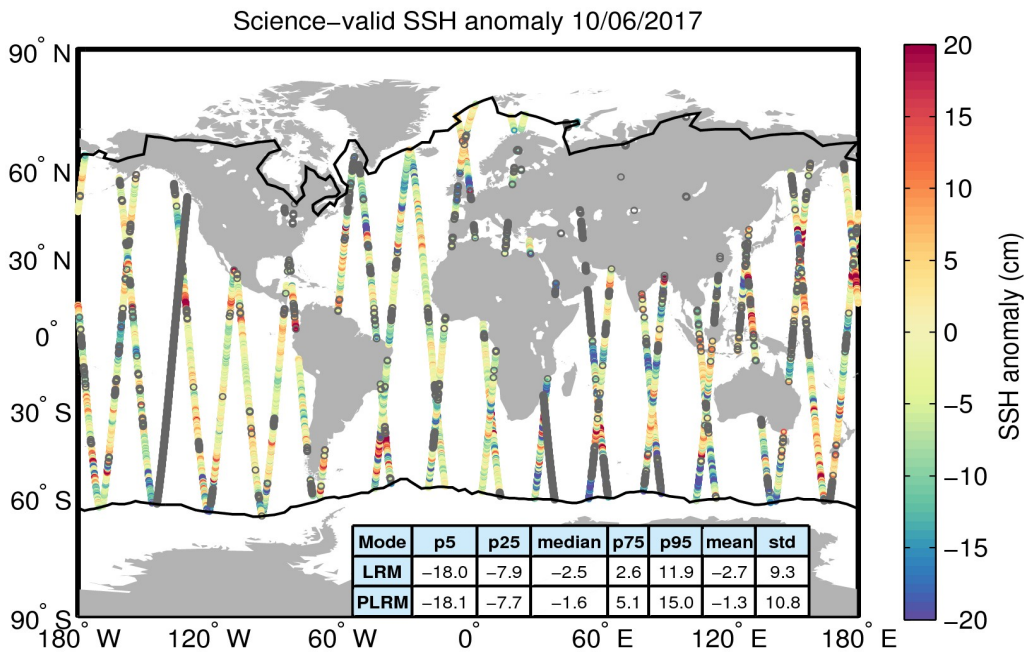 Science−valid SSH anomaly 10/06/2017
90° N
60° N
30° N
0°
30° S
60° S
90° S
180° W 120° W 60° W 0° 60° E 120° E 180° E
Mode p5 p25 median p75 p95 mean std
LRM −18.0 −7.9 −2.5 2.6 11.9 −2.7 9.3
PLRM −18.1 −7.7 −1.6 5.1 15.0 −1.3 10.8
20
15
10
5
0
−5
−10
−15
−20
SSH anomaly (cm)